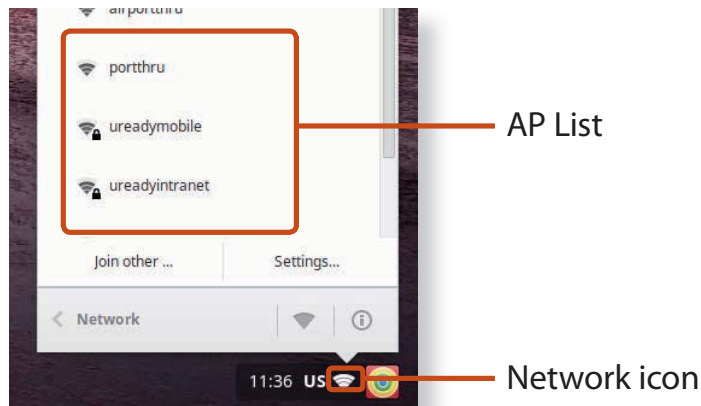 airportthru
portthru
ureadymobile
ureadyintranet
AP List
Join other ...
Settings...
Network
11:36 US
Network icon